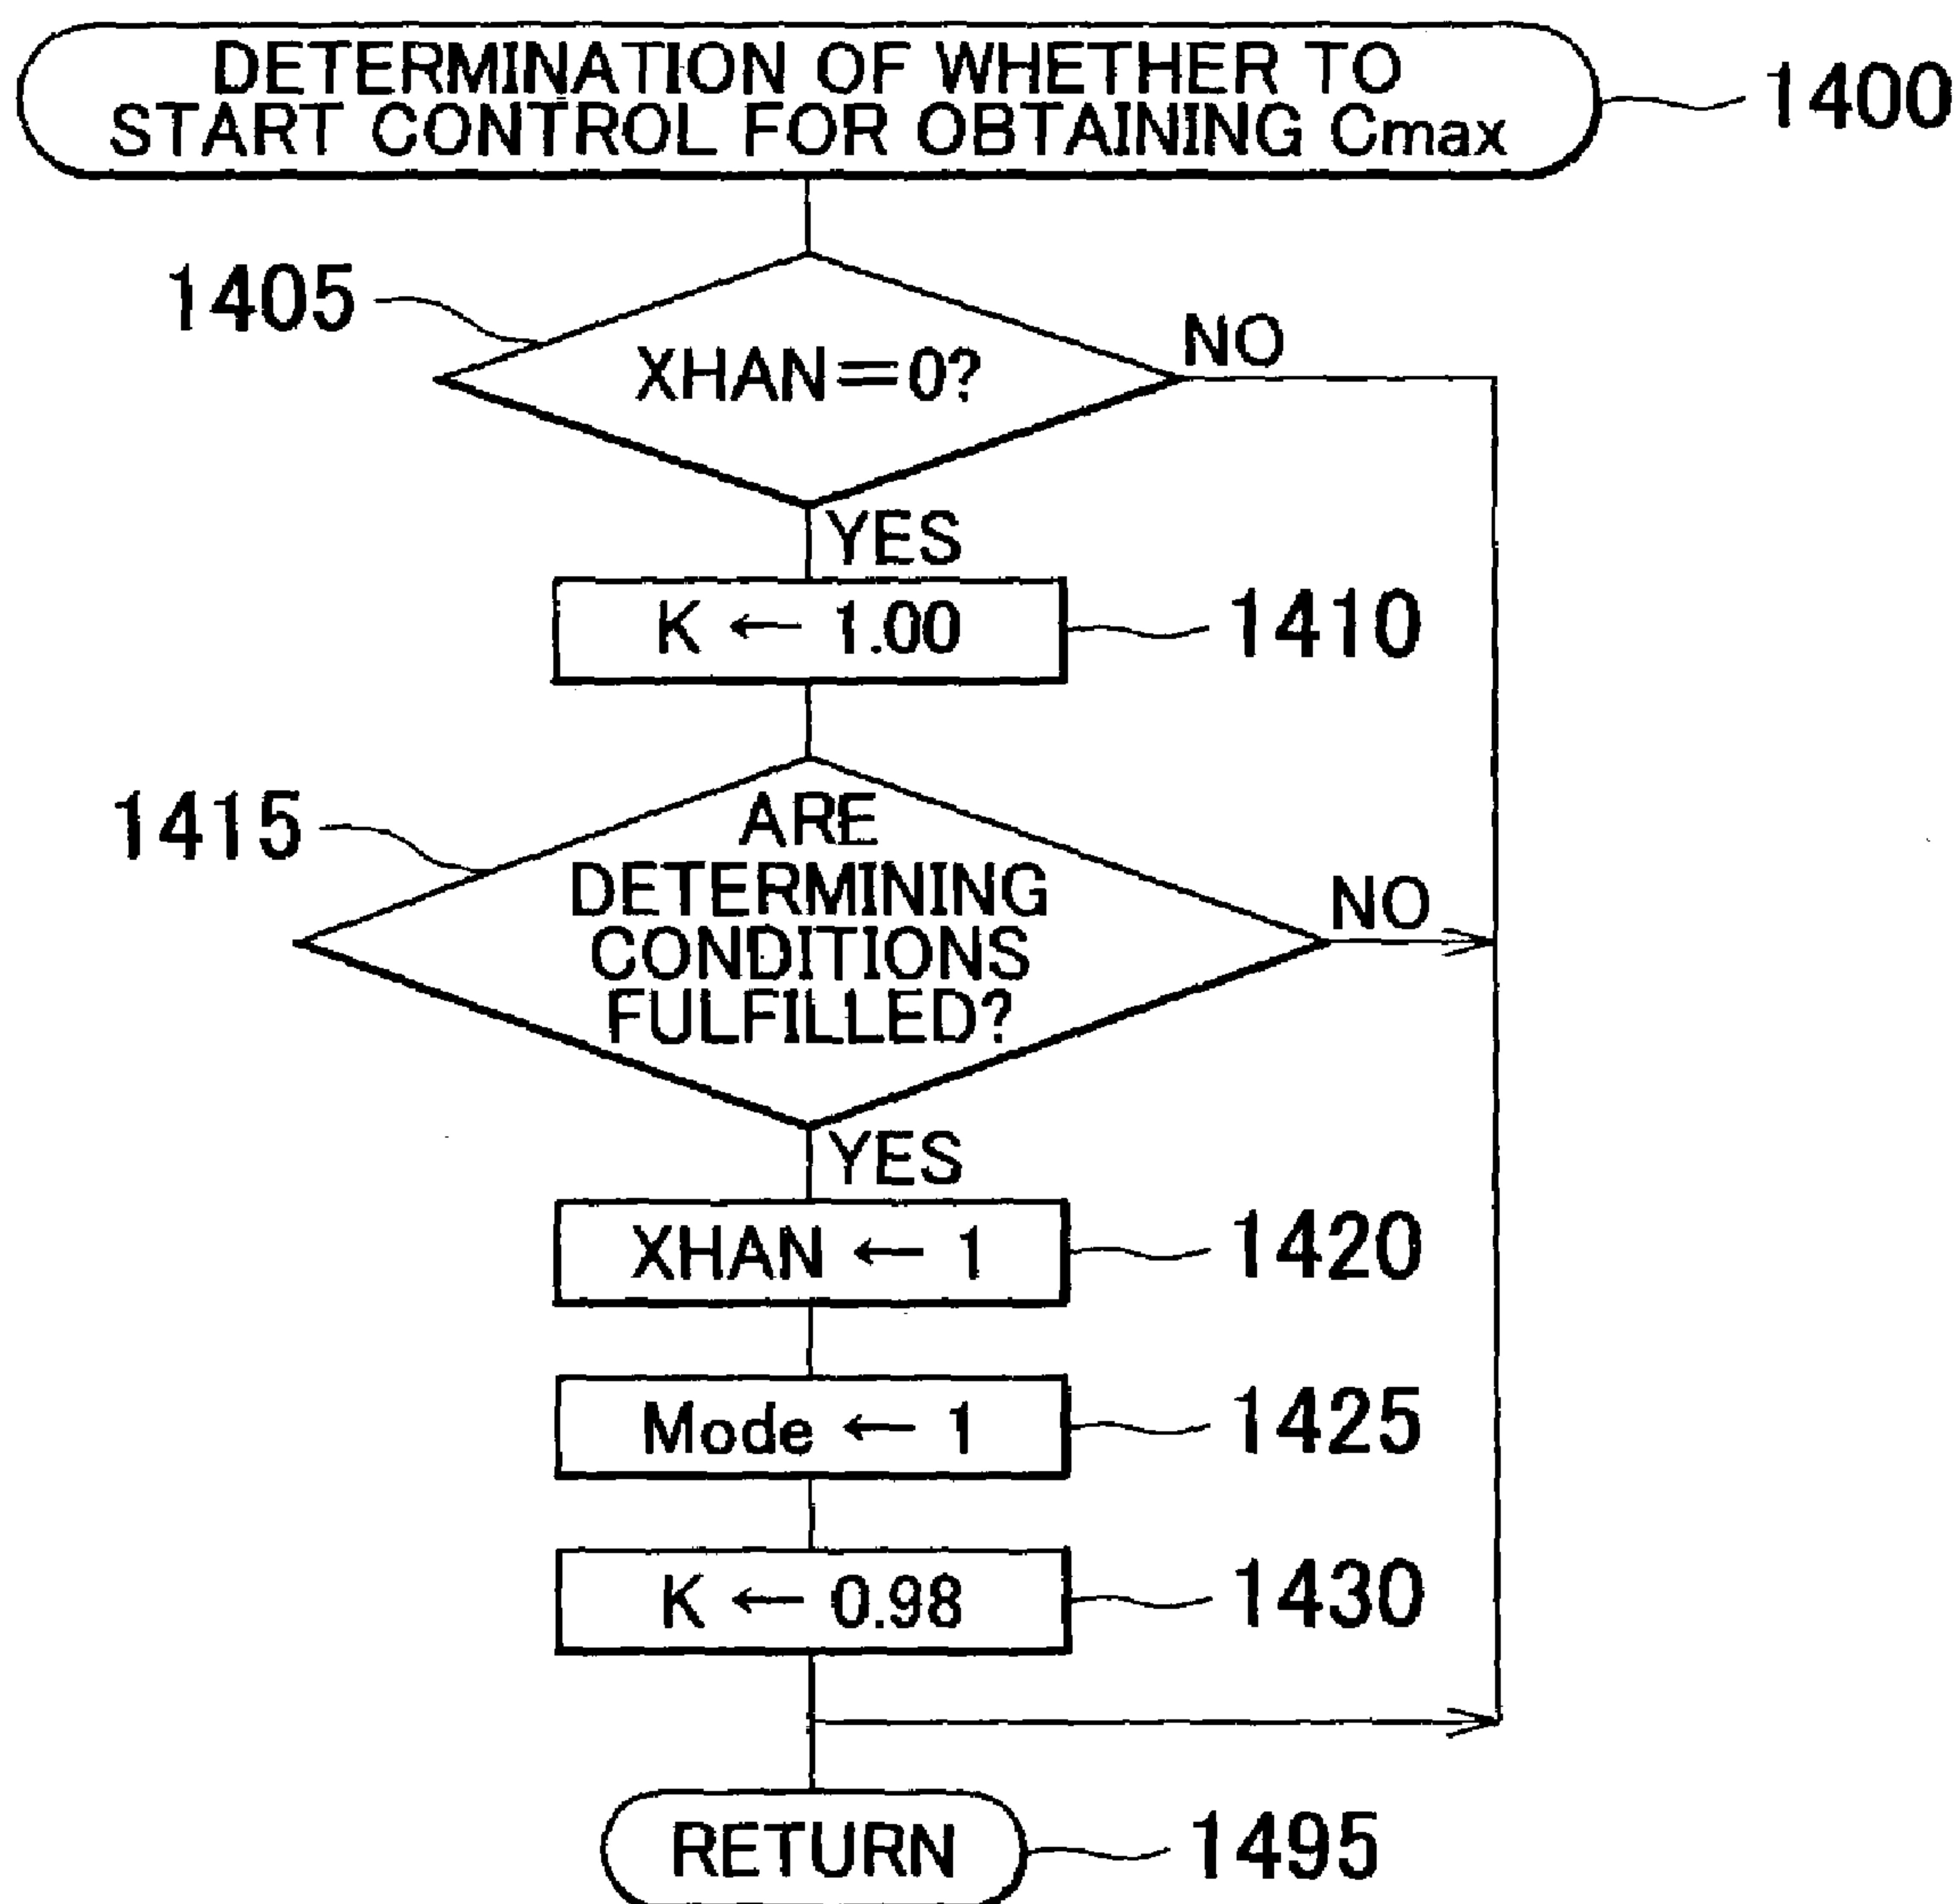 DETERMINATION OF WHETHER TO
START CONTROL FOR OBTAINING Cmax
1400
1405
XHAN=0?
NO
YES
K ← 1.00
1410
1415
ARE
DETERMINING
CONDITIONS
FULFILLED?
NO
YES
XHAN ← 1
1420
Mode ← 1
1425
K ← 0.98
1430
RETURN
1495